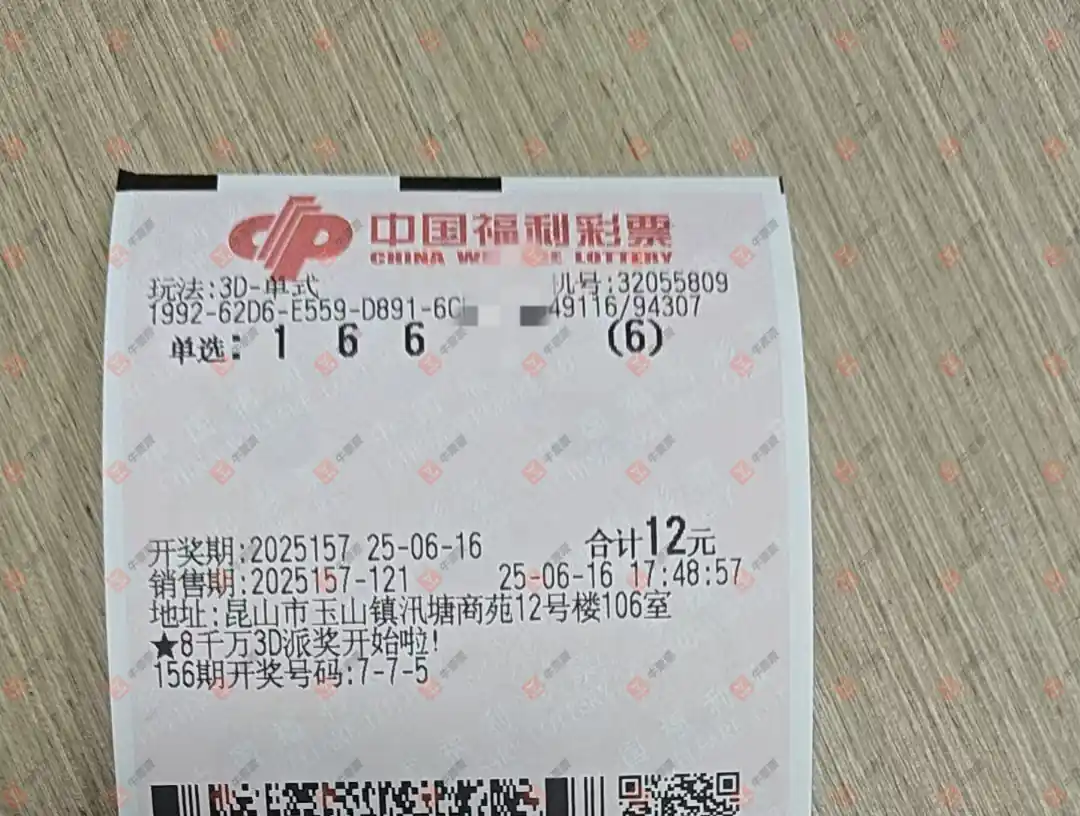 中国福利彩票
CHINA WE E LOTTERY
玩法:3D-单式 机号:32055809
1992-62D6-E559-D891-6C 49116/94307
单选: 1 6 6 (6)
开奖期:2025157 25-06-16 合计12元
销售期:2025157-121 25-06-16 17:48:57
地址:昆山市玉山镇汛塘商苑12号楼106室
★8千万3D派奖开始啦!
156期开奖号码:7-7-5